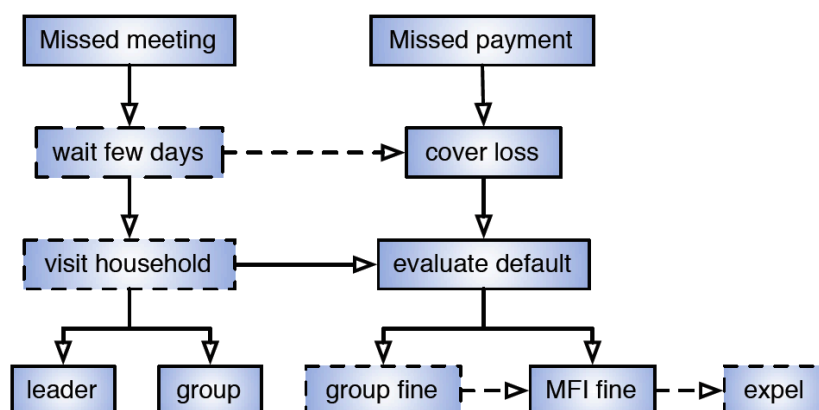 Missed meeting
Missed payment
wait few days
cover loss
visit household
evaluate default
leader
group
group fine
MFI fine
expel